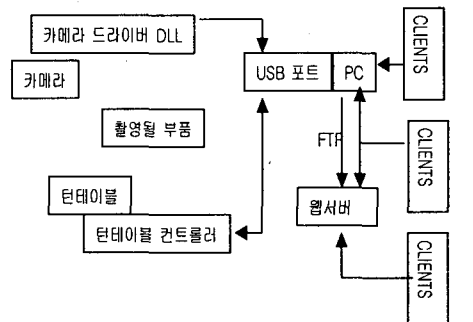 카메라 드라이버 DLL
카메라
USB 포트
PC
CLIENTS
촬영될 부품
FTP
CLIENTS
턴테이블
턴테이블 컨트롤러
웹서버
CLIENTS